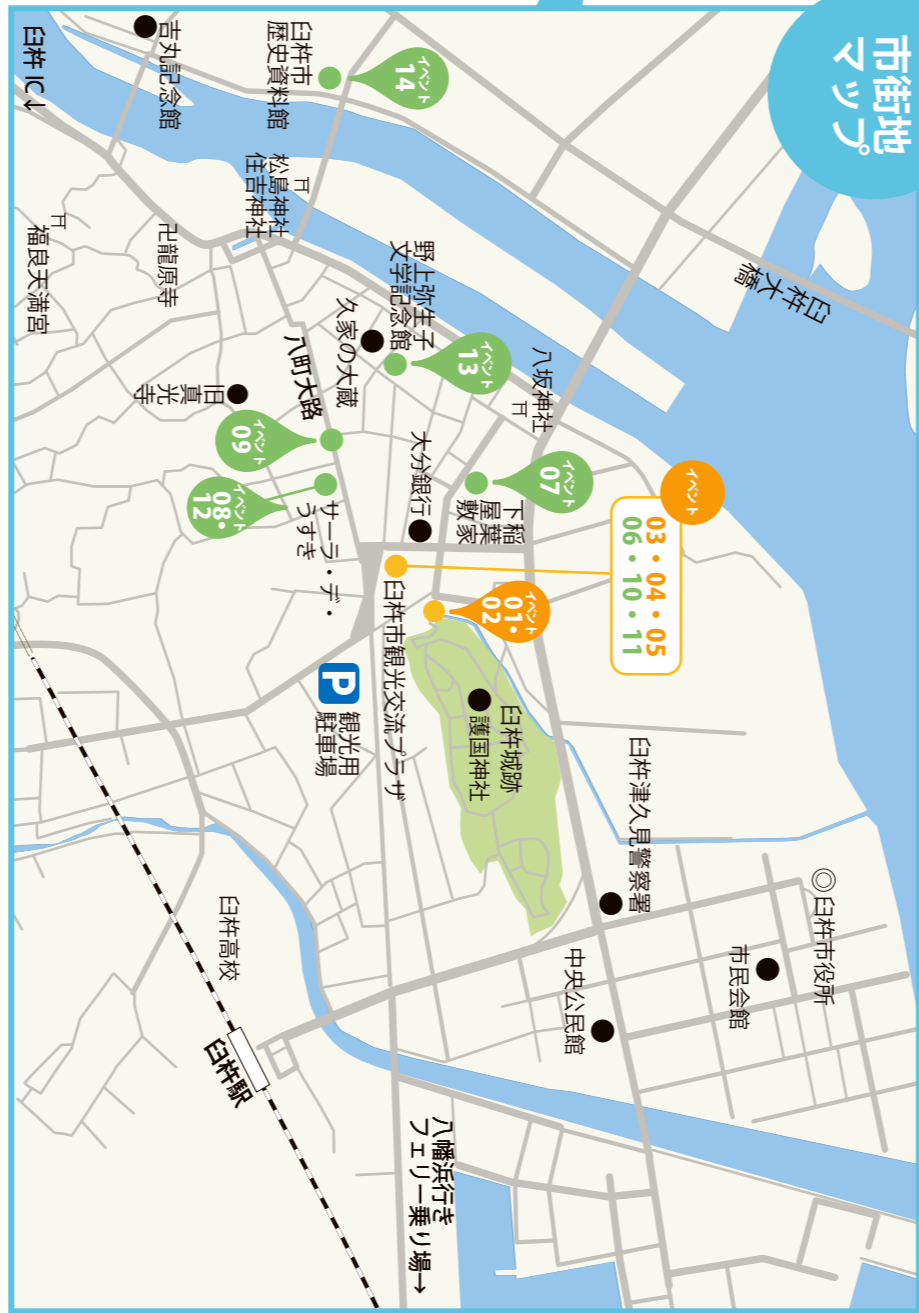 市街地
マップ
臼杵 IC↓
吉丸記念館
臼杵市
歴史資料館
イベント
14
松島神社
住吉神社
福良天満宮
卍龍原寺
野上弥生子
文学記念館
久家の大蔵
イベント
13
八町大路
旧
真光寺
イベント
09
イベント
08・
12
サーラ・デ・
うすき
大分銀行
八坂神社
イベント
07
稲葉家
下屋敷
臼杵大橋
イベント
03・04・05
06・10・11
イベント
01・
02
臼杵市観光交流プラザ
P
観光用
駐車場
臼杵城跡
護国神社
臼杵津久見警察署
◎臼杵市役所
市民会館
中央公民館
臼杵高校
臼杵駅
八幡浜行き
フェリー乗り場→